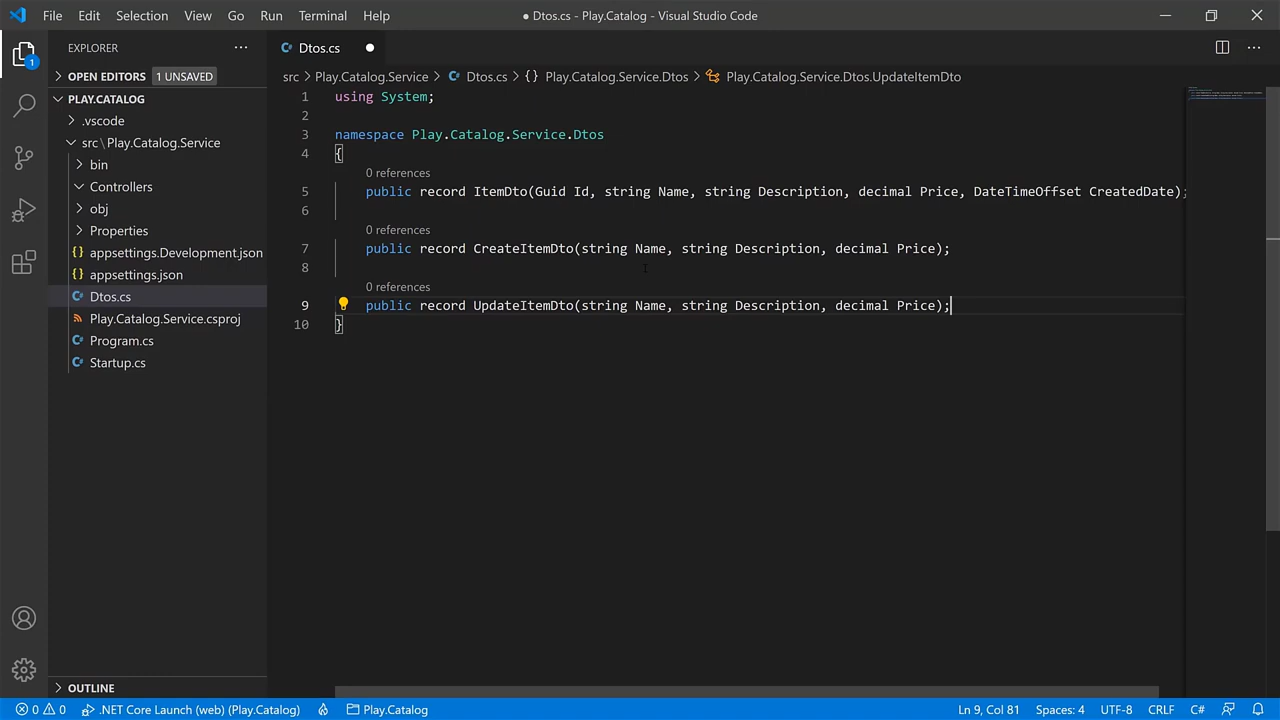 File Edit Selection View Go Run Terminal Help
● Dtos.cs - Play.Catalog - Visual Studio Code
EXPLORER
Dtos.cs
OPEN EDITORS 1 UNSAVED
src > Play.Catalog.Service > Dtos.cs > {} Play.Catalog.Service.Dtos > Play.Catalog.Service.Dtos.UpdateItemDto
PLAY.CATALOG
.vscode
src\Play.Catalog.Service
bin
Controllers
obj
Properties
{} appsettings.Development.json
{} appsettings.json
Dtos.cs
Play.Catalog.Service.csproj
Program.cs
Startup.cs
OUTLINE
1 using System;
2
3 namespace Play.Catalog.Service.Dtos
4 {
0 references
5 public record ItemDto(Guid Id, string Name, string Description, decimal Price, DateTimeOffset CreatedDate);
6
0 references
7 public record CreateItemDto(string Name, string Description, decimal Price);
8
0 references
9 public record UpdateItemDto(string Name, string Description, decimal Price);
10 }
1
0 0 .NET Core Launch (web) (Play.Catalog) Play.Catalog Ln 9, Col 81 Spaces: 4 UTF-8 CRLF C#